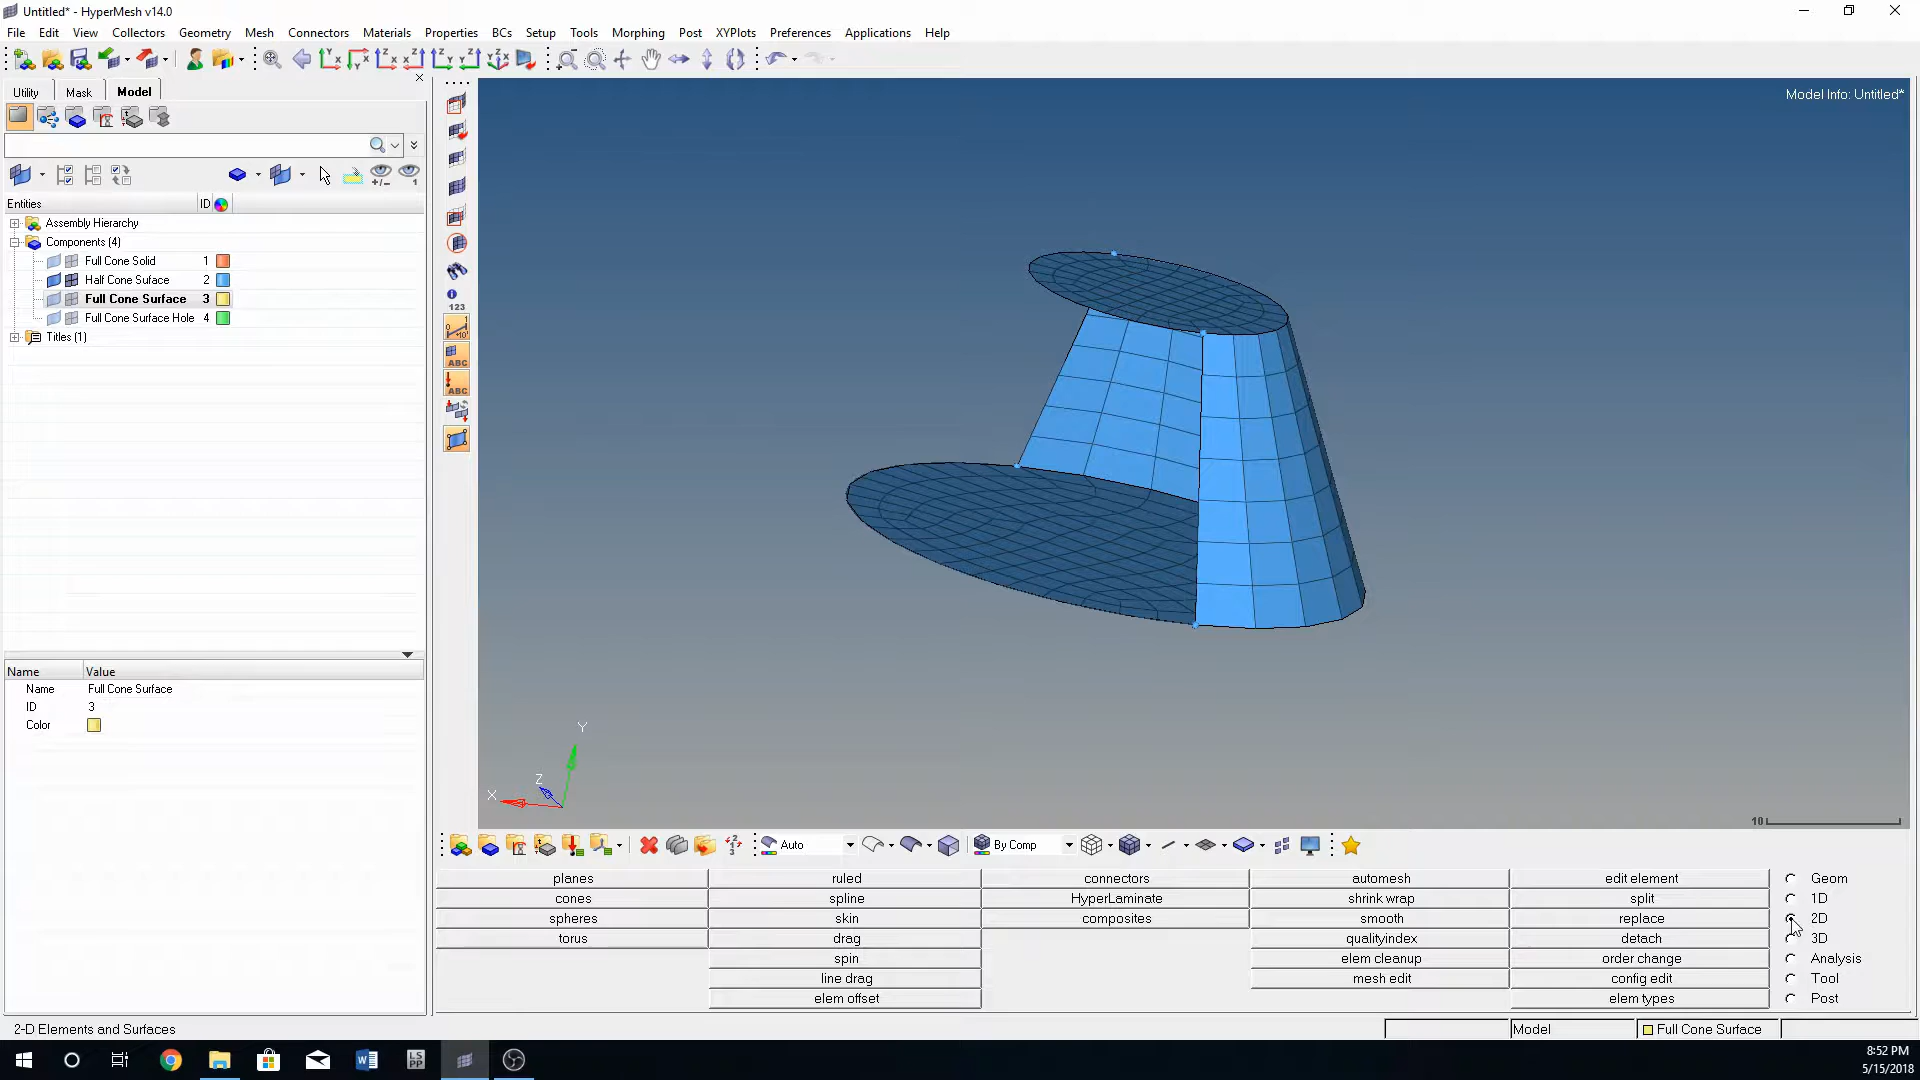 Untitled* - HyperMesh v14.0
File Edit View Collectors Geometry Mesh Connectors Materials Properties BCs Setup Tools Morphing Post XYPlots Preferences Applications Help
Utility Mask Model
Model Info: Untitled*
Entities ID
Assembly Hierarchy
Components (4)
Full Cone Solid 1
Half Cone Suface 2
Full Cone Surface 3
Full Cone Surface Hole 4
Titles (1)
123
ABC
ABC
Name Value
Name Full Cone Surface
ID 3
Color
Y
Z
X
10
Auto By Comp
planes ruled connectors automesh edit element Geom
cones spline HyperLaminate shrink wrap split 1D
spheres skin composites smooth replace 2D
torus drag qualityindex detach 3D
spin elem cleanup order change Analysis
line drag mesh edit config edit Tool
elem offset elem types Post
2-D Elements and Surfaces Model Full Cone Surface
LS
PP
8:52 PM
5/15/2018